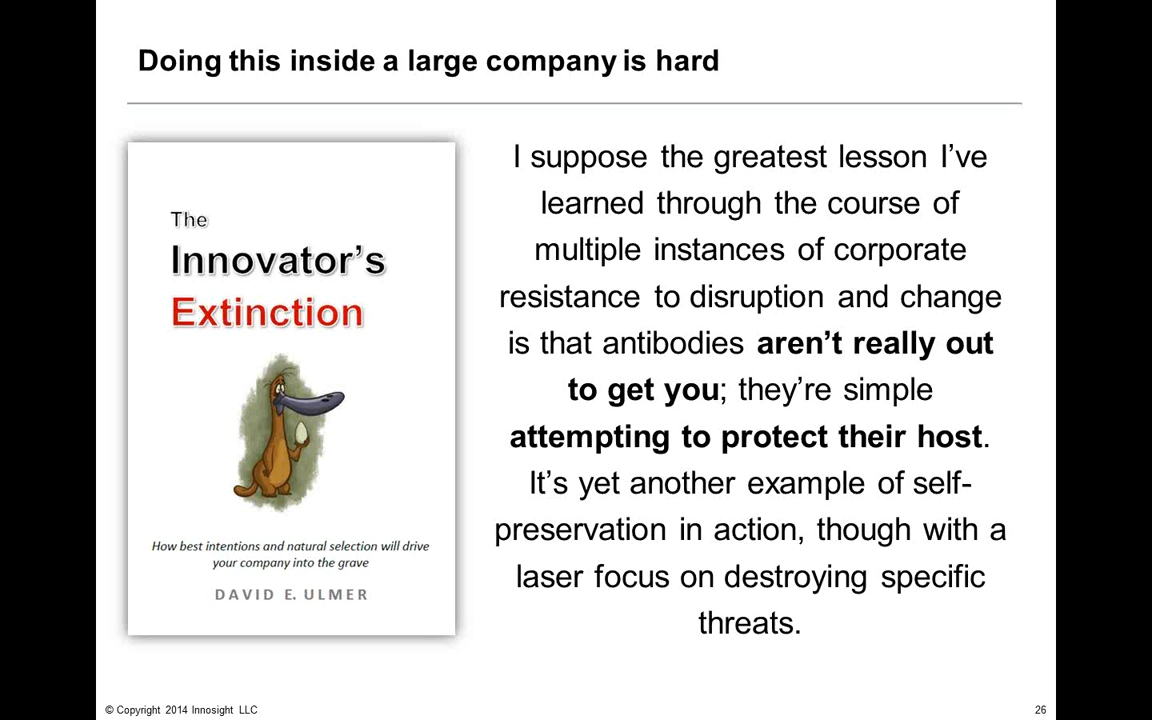 Doing this inside a large company is hard
The
Innovator's
Extinction
How best intentions and natural selection will drive
your company into the grave
DAVID E. ULMER
I suppose the greatest lesson I've
learned through the course of
multiple instances of corporate
resistance to disruption and change
is that antibodies aren't really out
to get you; they're simple
attempting to protect their host.
It's yet another example of self-
preservation in action, though with a
laser focus on destroying specific
threats.
© Copyright 2014 Innosight LLC
26